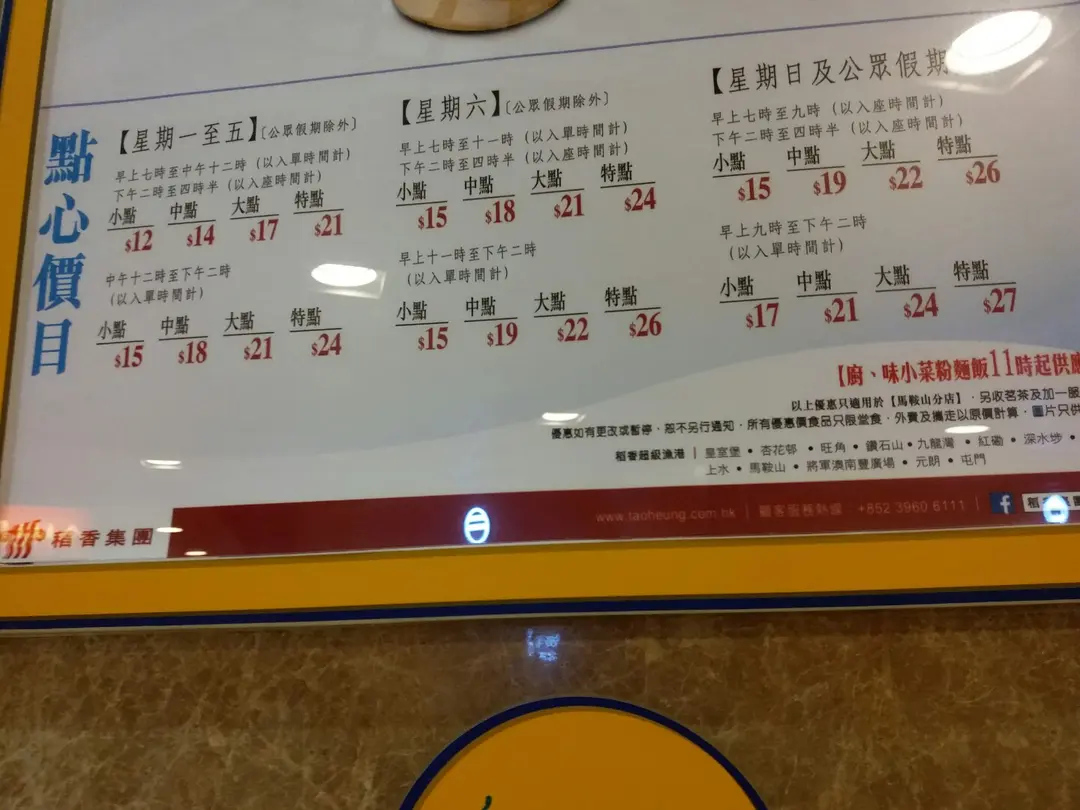 點心價目
【星期一至五】〔公眾假期除外〕
早上七時至中午十二時（以入單時間計）
下午二時至四時半（以入座時間計）
小點 中點 大點 特點
$12 $14 $17 $21
中午十二時至下午二時
（以入單時間計）
小點 中點 大點 特點
$15 $18 $21 $24
【星期六】〔公眾假期除外〕
早上七時至十一時（以入單時間計）
下午二時至四時半（以入座時間計）
小點 中點 大點 特點
$15 $18 $21 $24
早上十一時至下午二時
（以入單時間計）
小點 中點 大點 特點
$15 $19 $22 $26
【星期日及公眾假期
早上七時至九時（以入座時間計）
下午二時至四時半（以入座時間計）
小點 中點 大點 特點
$15 $19 $22 $26
早上九時至下午二時
（以入單時間計）
小點 中點 大點 特點
$17 $21 $24 $27
【廚、味小菜粉麵飯11時起供應
以上優惠只適用於【馬鞍山分店】，另收茗茶及加一服
優惠如有更改或暫停，恕不另行通知，所有優惠價食品只限堂食，外賣及攜走以原價計算，圖片只供
稻香超級漁港 | 皇室堡 • 杏花邨 • 旺角 • 鑽石山 • 九龍灣 • 紅磡 • 深水埗 •
上水 • 馬鞍山 • 將軍澳南豐廣場 • 元朗 • 屯門
稻香集團
www.taoheung.com.hk | 顧客服務熱線 : +852 3960 6111 | f 稻